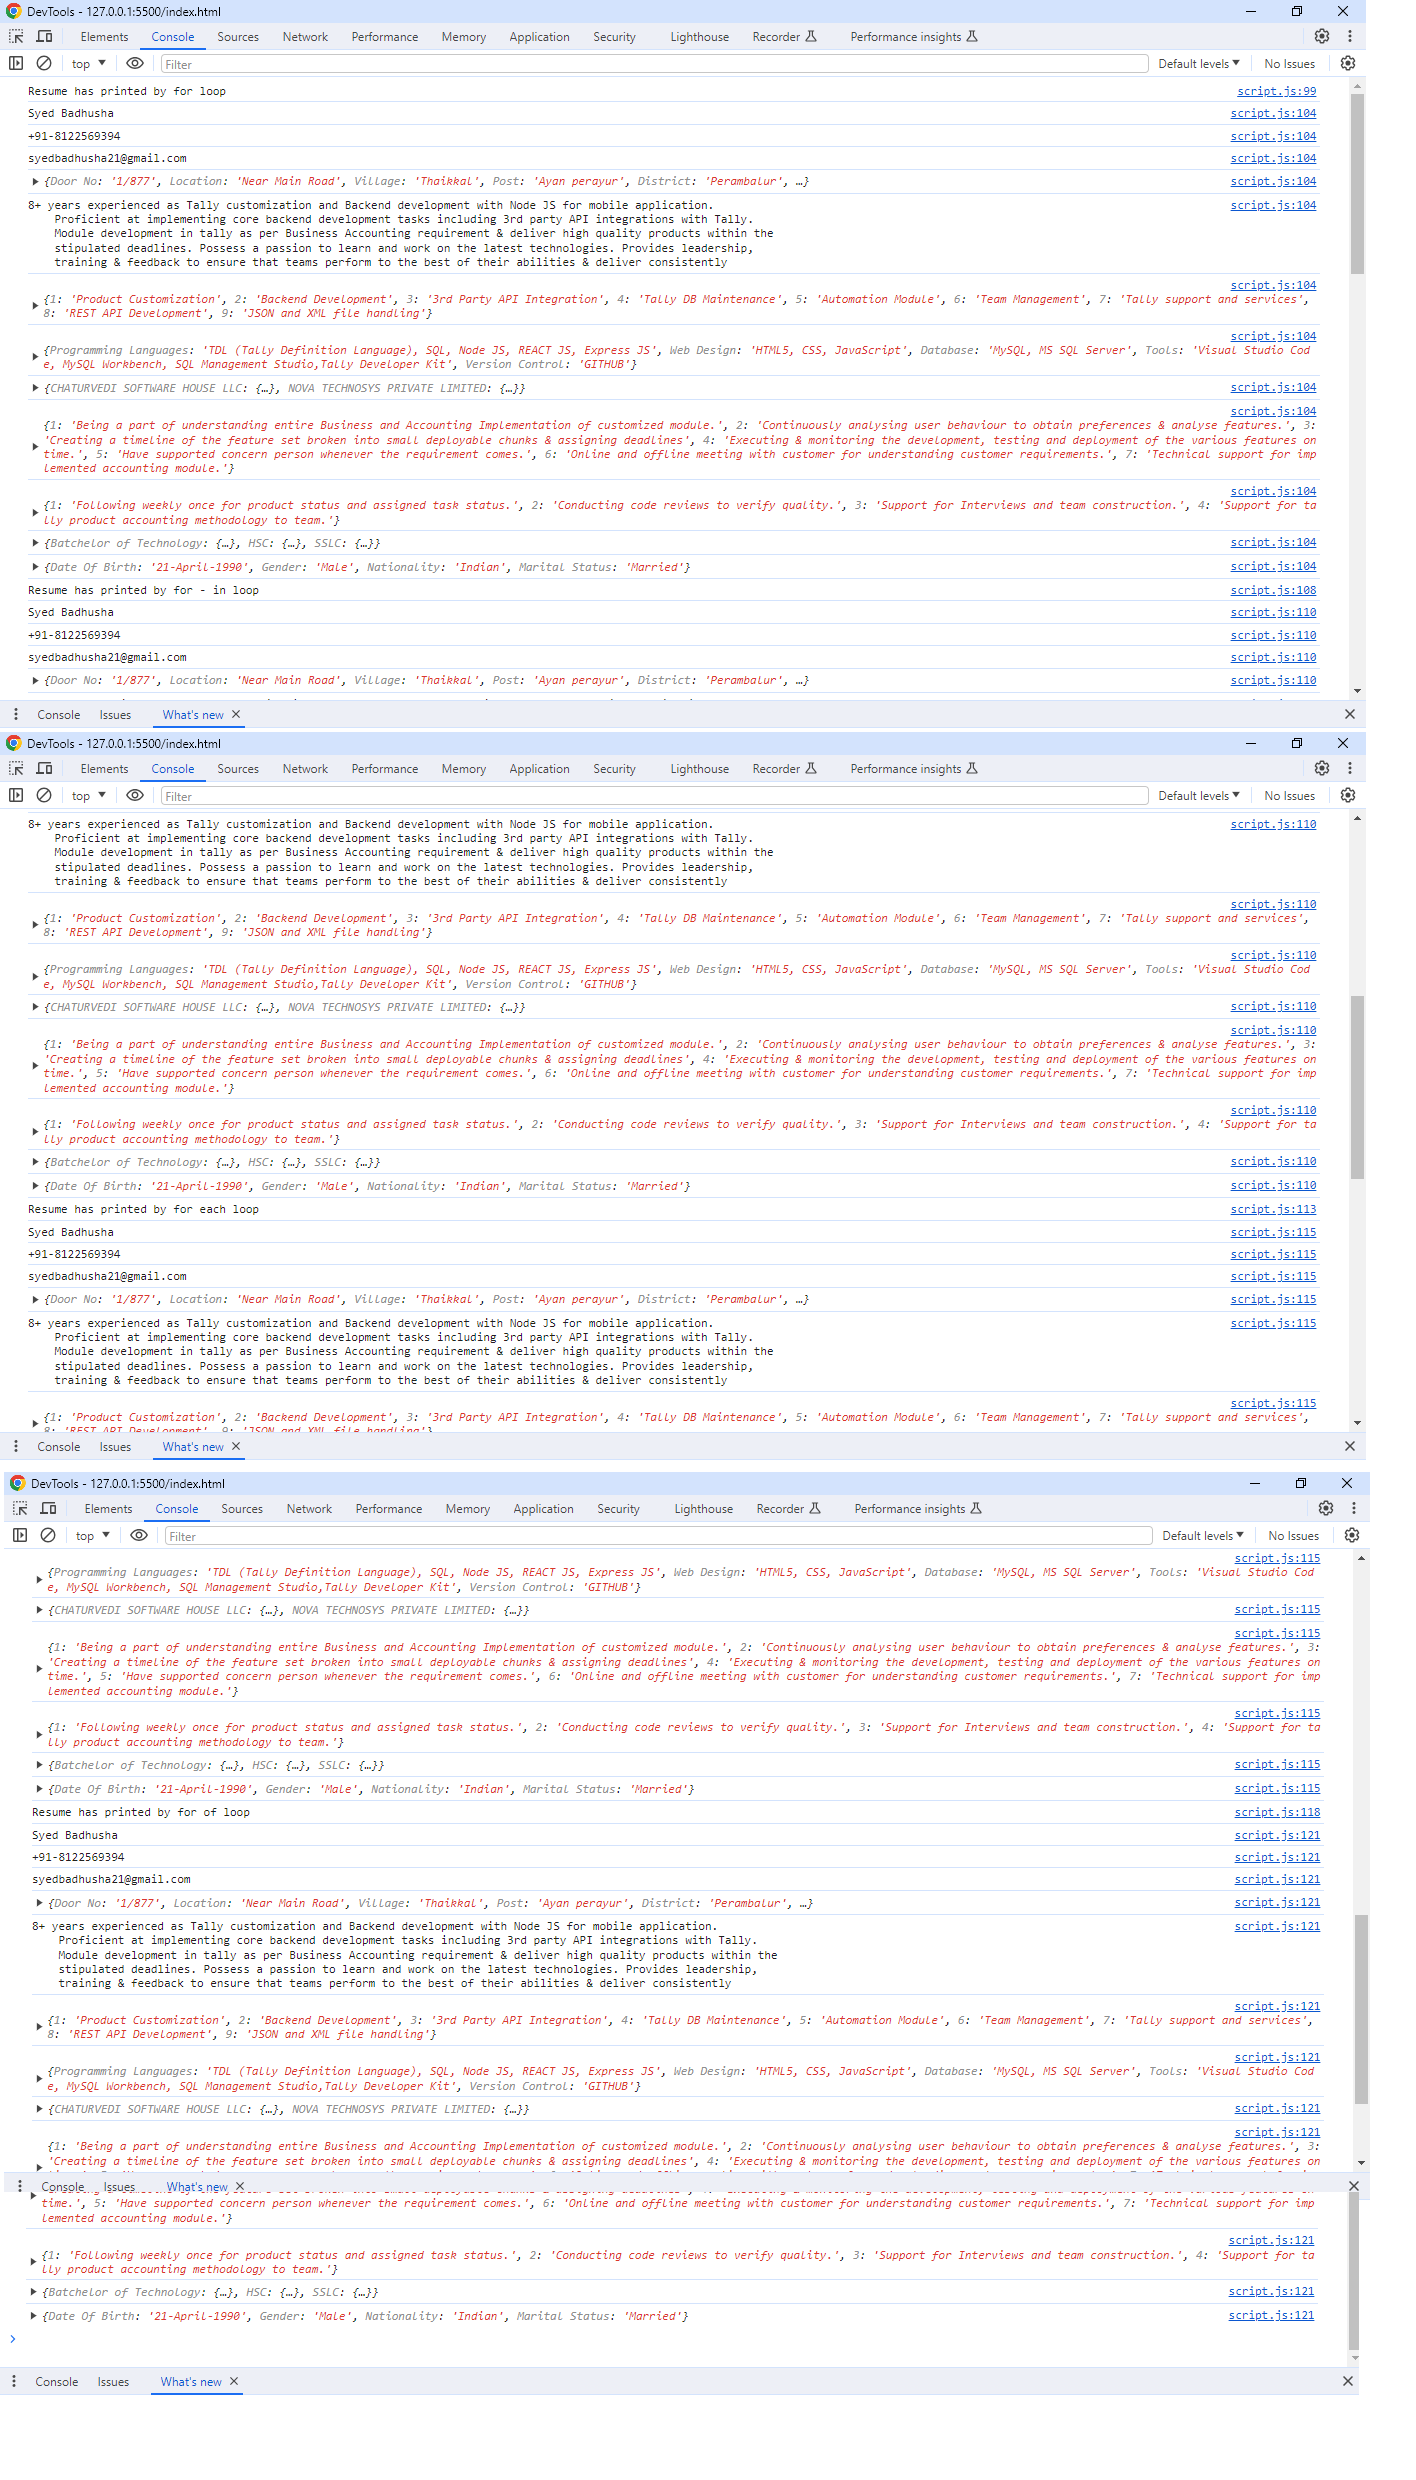 DevTools - 127.0.0.1:5500/index.html
Elements Console Sources Network Performance Memory Application Security Lighthouse Recorder Performance insights
top Filter Default levels No Issues
Resume has printed by for loop script.js:99
Syed Badhusha script.js:104
+91-8122569394 script.js:104
syedbadhusha21@gmail.com script.js:104
{Door No: '1/877', Location: 'Near Main Road', Village: 'Thaikkal', Post: 'Ayan perayur', District: 'Perambalur', …} script.js:104
8+ years experienced as Tally customization and Backend development with Node JS for mobile application. script.js:104
Proficient at implementing core backend development tasks including 3rd party API integrations with Tally.
Module development in tally as per Business Accounting requirement & deliver high quality products within the
stipulated deadlines. Possess a passion to learn and work on the latest technologies. Provides leadership,
training & feedback to ensure that teams perform to the best of their abilities & deliver consistently
script.js:104
{1: 'Product Customization', 2: 'Backend Development', 3: '3rd Party API Integration', 4: 'Tally DB Maintenance', 5: 'Automation Module', 6: 'Team Management', 7: 'Tally support and services',
8: 'REST API Development', 9: 'JSON and XML file handling'}
script.js:104
{Programming Languages: 'TDL (Tally Definition Language), SQL, Node JS, REACT JS, Express JS', Web Design: 'HTML5, CSS, JavaScript', Database: 'MySQL, MS SQL Server', Tools: 'Visual Studio Cod
e, MySQL Workbench, SQL Management Studio,Tally Developer Kit', Version Control: 'GITHUB'}
{CHATURVEDI SOFTWARE HOUSE LLC: {…}, NOVA TECHNOSYS PRIVATE LIMITED: {…}} script.js:104
script.js:104
{1: 'Being a part of understanding entire Business and Accounting Implementation of customized module.', 2: 'Continuously analysing user behaviour to obtain preferences & analyse features.', 3:
'Creating a timeline of the feature set broken into small deployable chunks & assigning deadlines', 4: 'Executing & monitoring the development, testing and deployment of the various features on
time.', 5: 'Have supported concern person whenever the requirement comes.', 6: 'Online and offline meeting with customer for understanding customer requirements.', 7: 'Technical support for imp
lemented accounting module.'}
script.js:104
{1: 'Following weekly once for product status and assigned task status.', 2: 'Conducting code reviews to verify quality.', 3: 'Support for Interviews and team construction.', 4: 'Support for ta
lly product accounting methodology to team.'}
{Batchelor of Technology: {…}, HSC: {…}, SSLC: {…}} script.js:104
{Date Of Birth: '21-April-1990', Gender: 'Male', Nationality: 'Indian', Marital Status: 'Married'} script.js:104
Resume has printed by for - in loop script.js:108
Syed Badhusha script.js:110
+91-8122569394 script.js:110
syedbadhusha21@gmail.com script.js:110
{Door No: '1/877', Location: 'Near Main Road', Village: 'Thaikkal', Post: 'Ayan perayur', District: 'Perambalur', …} script.js:110
Console Issues What's new
DevTools - 127.0.0.1:5500/index.html
Elements Console Sources Network Performance Memory Application Security Lighthouse Recorder Performance insights
top Filter Default levels No Issues
8+ years experienced as Tally customization and Backend development with Node JS for mobile application. script.js:110
Proficient at implementing core backend development tasks including 3rd party API integrations with Tally.
Module development in tally as per Business Accounting requirement & deliver high quality products within the
stipulated deadlines. Possess a passion to learn and work on the latest technologies. Provides leadership,
training & feedback to ensure that teams perform to the best of their abilities & deliver consistently
script.js:110
{1: 'Product Customization', 2: 'Backend Development', 3: '3rd Party API Integration', 4: 'Tally DB Maintenance', 5: 'Automation Module', 6: 'Team Management', 7: 'Tally support and services',
8: 'REST API Development', 9: 'JSON and XML file handling'}
script.js:110
{Programming Languages: 'TDL (Tally Definition Language), SQL, Node JS, REACT JS, Express JS', Web Design: 'HTML5, CSS, JavaScript', Database: 'MySQL, MS SQL Server', Tools: 'Visual Studio Cod
e, MySQL Workbench, SQL Management Studio,Tally Developer Kit', Version Control: 'GITHUB'}
{CHATURVEDI SOFTWARE HOUSE LLC: {…}, NOVA TECHNOSYS PRIVATE LIMITED: {…}} script.js:110
script.js:110
{1: 'Being a part of understanding entire Business and Accounting Implementation of customized module.', 2: 'Continuously analysing user behaviour to obtain preferences & analyse features.', 3:
'Creating a timeline of the feature set broken into small deployable chunks & assigning deadlines', 4: 'Executing & monitoring the development, testing and deployment of the various features on
time.', 5: 'Have supported concern person whenever the requirement comes.', 6: 'Online and offline meeting with customer for understanding customer requirements.', 7: 'Technical support for imp
lemented accounting module.'}
script.js:110
{1: 'Following weekly once for product status and assigned task status.', 2: 'Conducting code reviews to verify quality.', 3: 'Support for Interviews and team construction.', 4: 'Support for ta
lly product accounting methodology to team.'}
{Batchelor of Technology: {…}, HSC: {…}, SSLC: {…}} script.js:110
{Date Of Birth: '21-April-1990', Gender: 'Male', Nationality: 'Indian', Marital Status: 'Married'} script.js:110
Resume has printed by for each loop script.js:113
Syed Badhusha script.js:115
+91-8122569394 script.js:115
syedbadhusha21@gmail.com script.js:115
{Door No: '1/877', Location: 'Near Main Road', Village: 'Thaikkal', Post: 'Ayan perayur', District: 'Perambalur', …} script.js:115
8+ years experienced as Tally customization and Backend development with Node JS for mobile application. script.js:115
Proficient at implementing core backend development tasks including 3rd party API integrations with Tally.
Module development in tally as per Business Accounting requirement & deliver high quality products within the
stipulated deadlines. Possess a passion to learn and work on the latest technologies. Provides leadership,
training & feedback to ensure that teams perform to the best of their abilities & deliver consistently
script.js:115
{1: 'Product Customization', 2: 'Backend Development', 3: '3rd Party API Integration', 4: 'Tally DB Maintenance', 5: 'Automation Module', 6: 'Team Management', 7: 'Tally support and services',
8: 'REST API Development', 9: 'JSON and XML file handling'}
Console Issues What's new
DevTools - 127.0.0.1:5500/index.html
Elements Console Sources Network Performance Memory Application Security Lighthouse Recorder Performance insights
top Filter Default levels No Issues
script.js:115
{Programming Languages: 'TDL (Tally Definition Language), SQL, Node JS, REACT JS, Express JS', Web Design: 'HTML5, CSS, JavaScript', Database: 'MySQL, MS SQL Server', Tools: 'Visual Studio Cod
e, MySQL Workbench, SQL Management Studio,Tally Developer Kit', Version Control: 'GITHUB'}
{CHATURVEDI SOFTWARE HOUSE LLC: {…}, NOVA TECHNOSYS PRIVATE LIMITED: {…}} script.js:115
script.js:115
{1: 'Being a part of understanding entire Business and Accounting Implementation of customized module.', 2: 'Continuously analysing user behaviour to obtain preferences & analyse features.', 3:
'Creating a timeline of the feature set broken into small deployable chunks & assigning deadlines', 4: 'Executing & monitoring the development, testing and deployment of the various features on
time.', 5: 'Have supported concern person whenever the requirement comes.', 6: 'Online and offline meeting with customer for understanding customer requirements.', 7: 'Technical support for imp
lemented accounting module.'}
script.js:115
{1: 'Following weekly once for product status and assigned task status.', 2: 'Conducting code reviews to verify quality.', 3: 'Support for Interviews and team construction.', 4: 'Support for ta
lly product accounting methodology to team.'}
{Batchelor of Technology: {…}, HSC: {…}, SSLC: {…}} script.js:115
{Date Of Birth: '21-April-1990', Gender: 'Male', Nationality: 'Indian', Marital Status: 'Married'} script.js:115
Resume has printed by for of loop script.js:118
Syed Badhusha script.js:121
+91-8122569394 script.js:121
syedbadhusha21@gmail.com script.js:121
{Door No: '1/877', Location: 'Near Main Road', Village: 'Thaikkal', Post: 'Ayan perayur', District: 'Perambalur', …} script.js:121
8+ years experienced as Tally customization and Backend development with Node JS for mobile application. script.js:121
Proficient at implementing core backend development tasks including 3rd party API integrations with Tally.
Module development in tally as per Business Accounting requirement & deliver high quality products within the
stipulated deadlines. Possess a passion to learn and work on the latest technologies. Provides leadership,
training & feedback to ensure that teams perform to the best of their abilities & deliver consistently
script.js:121
{1: 'Product Customization', 2: 'Backend Development', 3: '3rd Party API Integration', 4: 'Tally DB Maintenance', 5: 'Automation Module', 6: 'Team Management', 7: 'Tally support and services',
8: 'REST API Development', 9: 'JSON and XML file handling'}
script.js:121
{Programming Languages: 'TDL (Tally Definition Language), SQL, Node JS, REACT JS, Express JS', Web Design: 'HTML5, CSS, JavaScript', Database: 'MySQL, MS SQL Server', Tools: 'Visual Studio Cod
e, MySQL Workbench, SQL Management Studio,Tally Developer Kit', Version Control: 'GITHUB'}
{CHATURVEDI SOFTWARE HOUSE LLC: {…}, NOVA TECHNOSYS PRIVATE LIMITED: {…}} script.js:121
script.js:121
{1: 'Being a part of understanding entire Business and Accounting Implementation of customized module.', 2: 'Continuously analysing user behaviour to obtain preferences & analyse features.', 3:
'Creating a timeline of the feature set broken into small deployable chunks & assigning deadlines', 4: 'Executing & monitoring the development, testing and deployment of the various features on
Console Issues What's new
time.', 5: 'Have supported concern person whenever the requirement comes.', 6: 'Online and offline meeting with customer for understanding customer requirements.', 7: 'Technical support for imp
lemented accounting module.'}
script.js:121
{1: 'Following weekly once for product status and assigned task status.', 2: 'Conducting code reviews to verify quality.', 3: 'Support for Interviews and team construction.', 4: 'Support for ta
lly product accounting methodology to team.'}
{Batchelor of Technology: {…}, HSC: {…}, SSLC: {…}} script.js:121
{Date Of Birth: '21-April-1990', Gender: 'Male', Nationality: 'Indian', Marital Status: 'Married'} script.js:121
Console Issues What's new